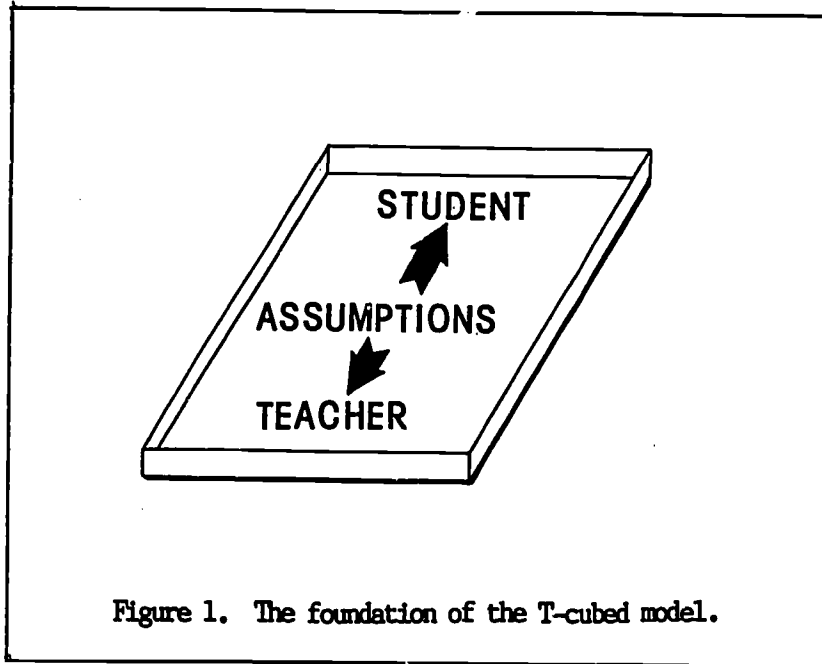 STUDENT
ASSUMPTIONS
TEACHER
Figure 1. The foundation of the T-cubed model.